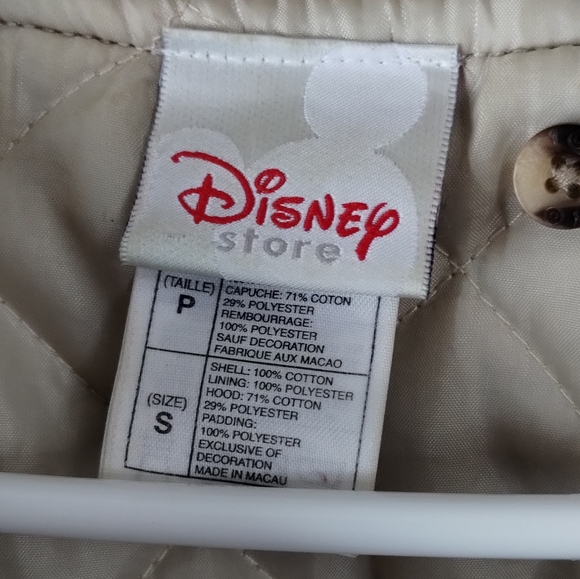 Disney
store
(TAILLE)
P
CAPUCHE: 71% COTON
29% POLYESTER
REMBOURRAGE:
100% POLYESTER
SAUF DECORATION
FABRIQUE AUX MACAO
(SIZE)
S
SHELL: 100% COTTON
LINING: 100% POLYESTER
HOOD: 71% COTTON
29% POLYESTER
PADDING:
100% POLYESTER
EXCLUSIVE OF
DECORATION
MADE IN MACAU